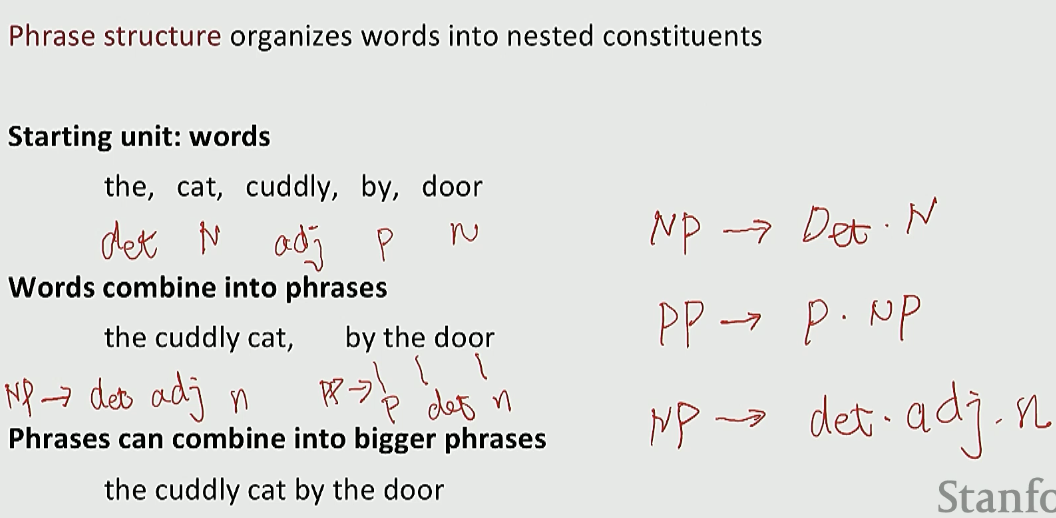 Phrase structure organizes words into nested constituents
Starting unit: words
the, cat, cuddly, by, door
det N adj P n
NP → Det · N
Words combine into phrases
PP → P · NP
the cuddly cat, by the door
NP → det adj n PP → P det n
NP → det · adj · n
Phrases can combine into bigger phrases
the cuddly cat by the door
Stanfo